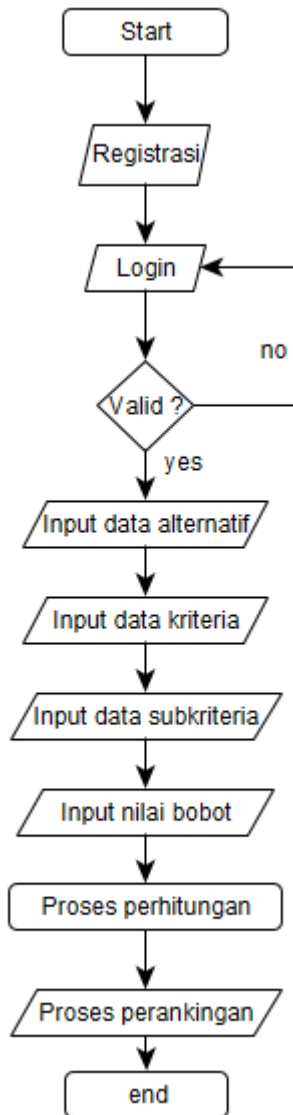 Start
Registrasi
Login
no
Valid ?
yes
Input data alternatif
Input data kriteria
Input data subkriteria
Input nilai bobot
Proses perhitungan
Proses perankingan
end